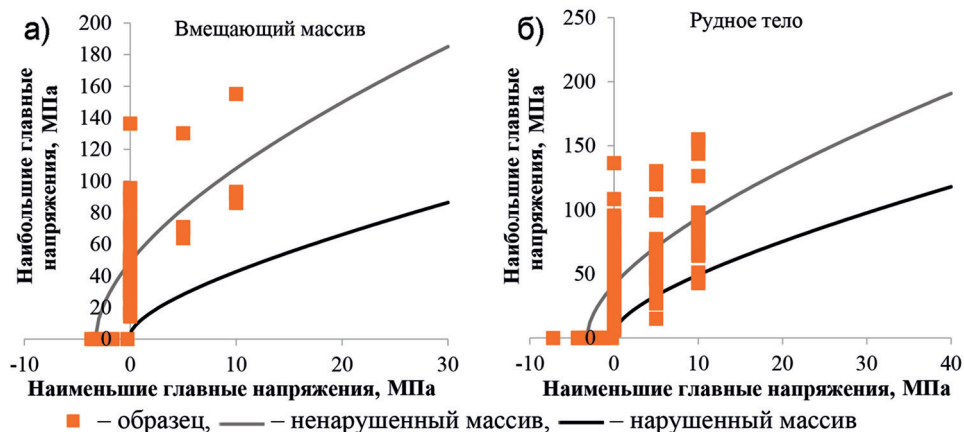 а)
Вмещающий массив
Наибольшие главные
напряжения, МПа
200
180
160
140
120
100
80
60
40
20
0
-10
0
10
20
30
Наименьшие главные напряжения, МПа
б)
Рудное тело
Наибольшие главные
напряжения, МПа
250
200
150
100
50
0
-10
0
10
20
30
40
Наименьшие главные напряжения, МПа
– образец, – ненарушенный массив, – нарушенный массив